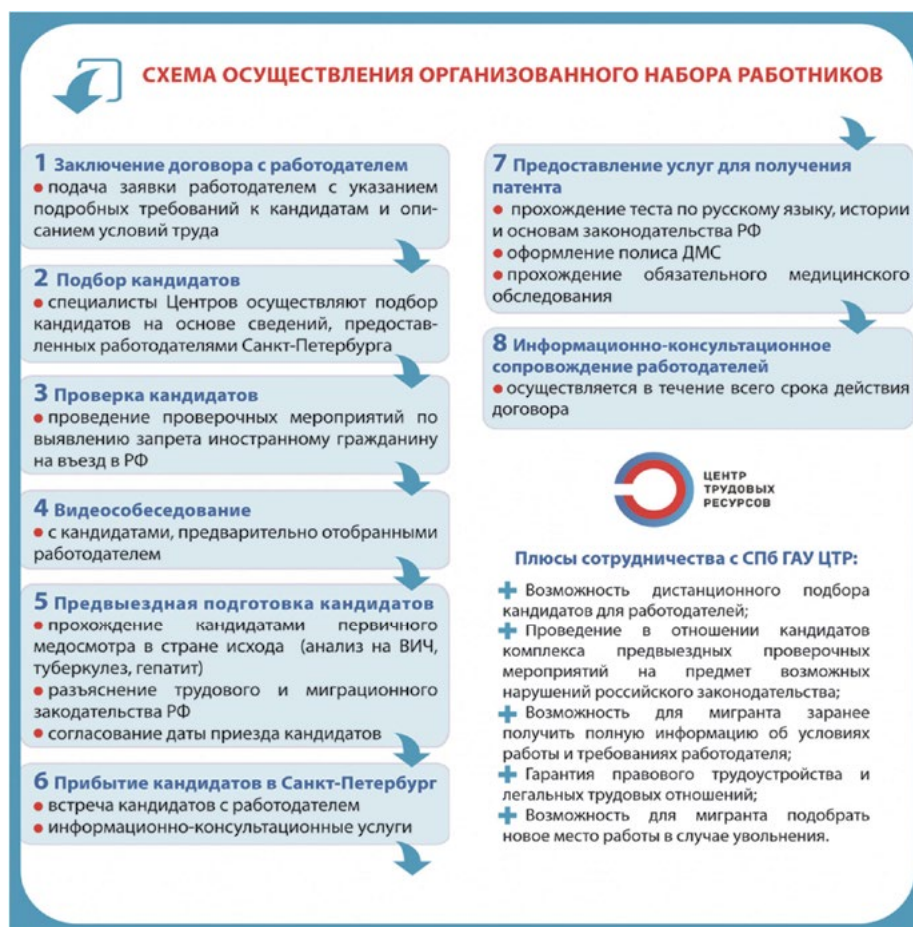 СХЕМА ОСУЩЕСТВЛЕНИЯ ОРГАНИЗОВАННОГО НАБОРА РАБОТНИКОВ
1 Заключение договора с работодателем
• подача заявки работодателем с указанием
подробных требований к кандидатам и опи-
санием условий труда
2 Подбор кандидатов
• специалисты Центров осуществляют подбор
кандидатов на основе сведений, предостав-
ленных работодателями Санкт-Петербурга
3 Проверка кандидатов
• проведение проверочных мероприятий по
выявлению запрета иностранному гражданину
на въезд в РФ
4 Видеособеседование
• с кандидатами, предварительно отобранными
работодателем
5 Предвыездная подготовка кандидатов
• прохождение кандидатами первичного
медосмотра в стране исхода (анализ на ВИЧ,
туберкулез, гепатит)
• разъяснение трудового и миграционного
закодательства РФ
• согласование даты приезда кандидатов
6 Прибытие кандидатов в Санкт-Петербург
• встреча кандидатов с работодателем
• информационно-консультационные услуги
7 Предоставление услуг для получения
патента
• прохождение теста по русскому языку, истории
и основам законодательства РФ
• оформление полиса ДМС
• прохождение обязательного медицинского
обследования
8 Информационно-консультационное
сопровождение работодателей
• осуществляется в течение всего срока действия
договора
ЦЕНТР
ТРУДОВЫХ
РЕСУРСОВ
Плюсы сотрудничества с СПб ГАУ ЦТР:
+ Возможность дистанционного подбора
кандидатов для работодателей;
+ Проведение в отношении кандидатов
комплекса предвыездных проверочных
мероприятий на предмет возможных
нарушений российского законодательства;
+ Возможность для мигранта заранее
получить полную информацию об условиях
работы и требованиях работодателя;
+ Гарантия правового трудоустройства и
легальных трудовых отношений;
+ Возможность для мигранта подобрать
новое место работы в случае увольнения.